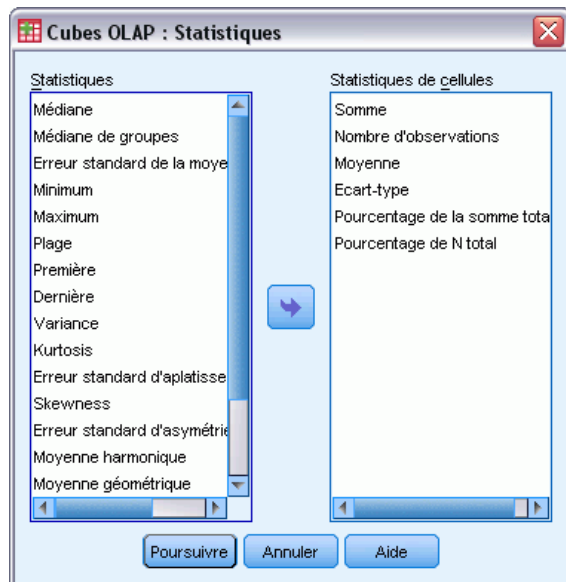 Cubes OLAP : Statistiques
Statistiques
Médiane
Médiane de groupes
Erreur standard de la moye
Minimum
Maximum
Plage
Première
Dernière
Variance
Kurtosis
Erreur standard d'aplatisse
Skewness
Erreur standard d'asymétrie
Moyenne harmonique
Moyenne géométrique
Statistiques de cellules
Somme
Nombre d'observations
Moyenne
Ecart-type
Pourcentage de la somme tota
Pourcentage de N total
Poursuivre
Annuler
Aide